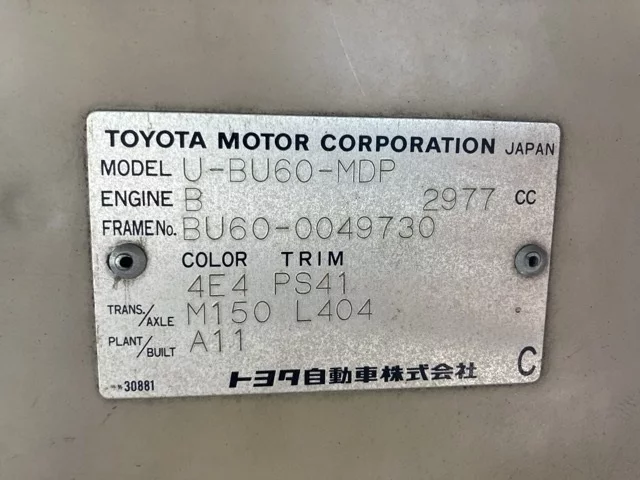 TOYOTA MOTOR CORPORATION JAPAN
MODEL U-BU60-MDP
ENGINE B 2977 CC
FRAME No. BU60-0049730
COLOR TRIM
4E4 PS41
TRANS./AXLE M150 L404
PLANT/BUILT A11
30881 トヨタ自動車株式会社 C